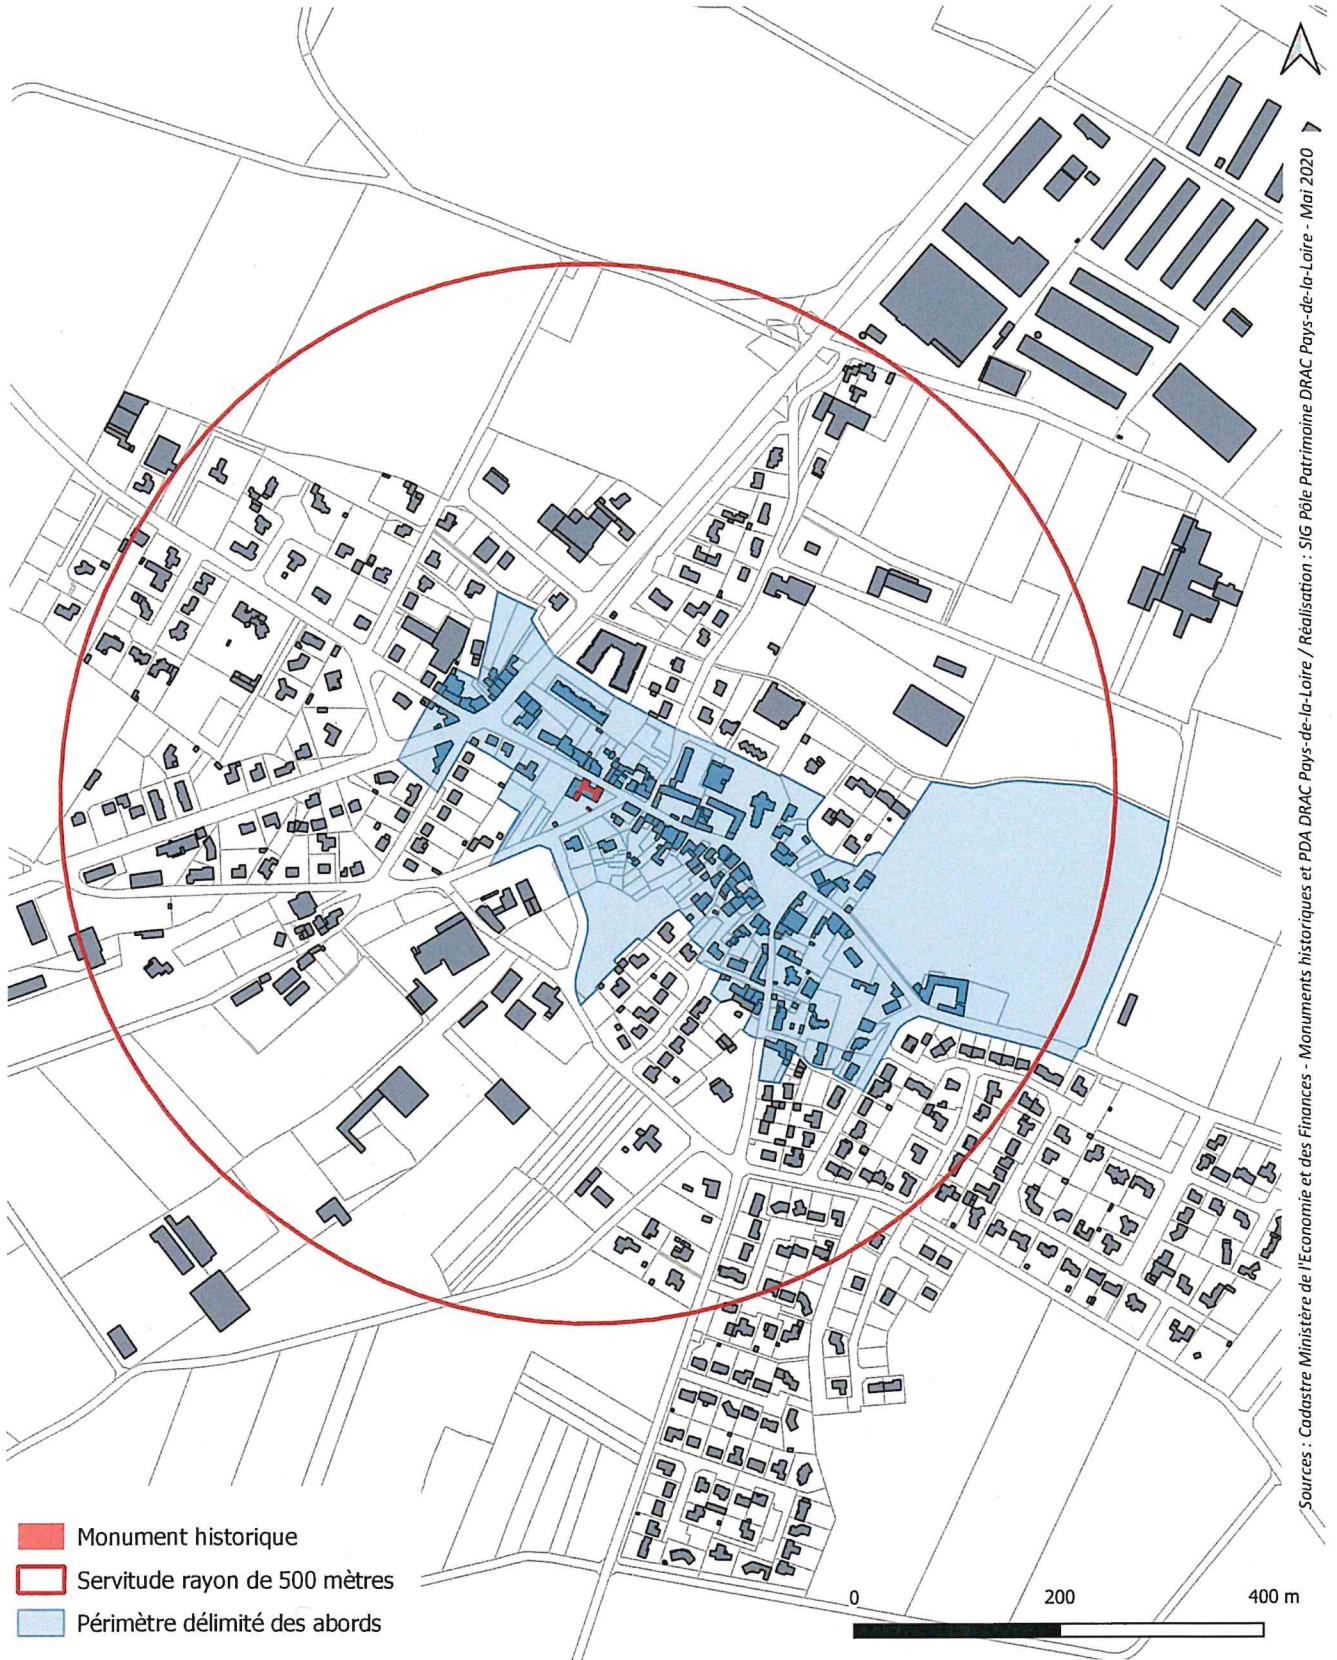 Sources : Cadastre Ministère de l'Economie et des Finances - Monuments historiques et PDA DRAC Pays-de-la-Loire / Réalisation : SIG Pôle Patrimoine DRAC Pays-de-la-Loire - Mai 2020
Monument historique
Servitude rayon de 500 mètres
Périmètre délimité des abords
0 200 400 m